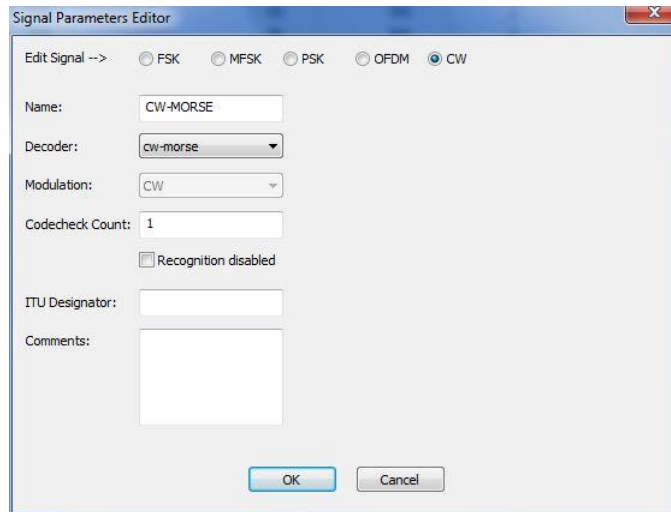 Signal Parameters Editor
Edit Signal --> FSK MFSK PSK OFDM CW
Name: CW-MORSE
Decoder: cw-morse
Modulation: CW
Codecheck Count: 1
Recognition disabled
ITU Designator:
Comments:
OK Cancel